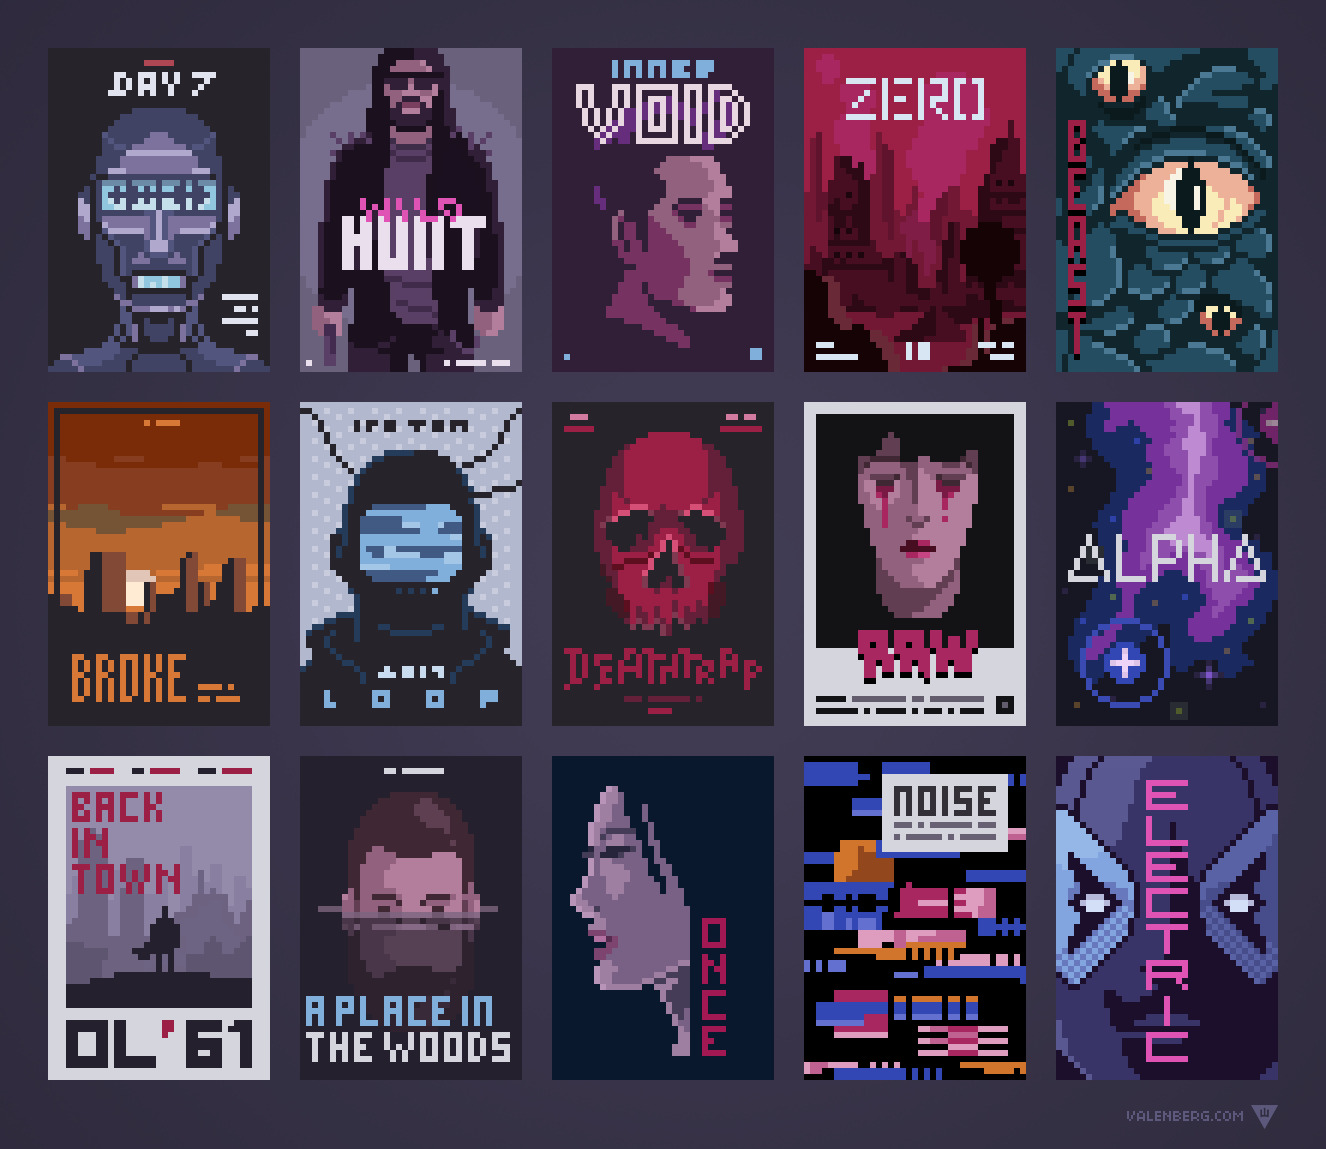 DAY 7
WILD
HUNT
INNER
VOID
ZERO
BEAST
BROKE
LOOP
DEATHTRAP
RAW
ALPHA
BACK
IN
TOWN
OL'61
A PLACE IN
THE WOODS
ONCE
NOISE
ELECTRIC
VALENBERG.COM